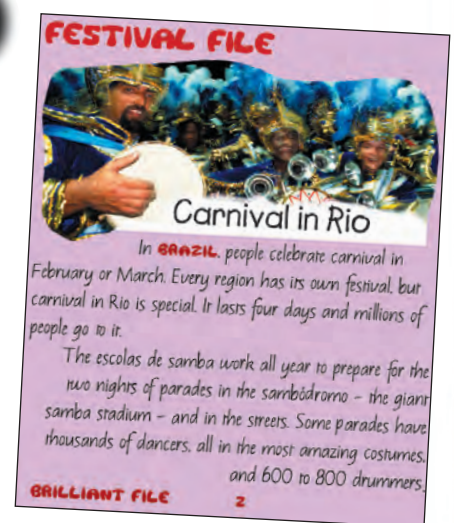 FESTIVAL FILE
Carnival in Rio
In BRAZIL, people celebrate carnival in
February or March. Every region has its own festival, but
carnival in Rio is special. It lasts four days and millions of
people go to it.
The escolas de samba work all year to prepare for the
two nights of parades in the sambódromo – the giant
samba stadium – and in the streets. Some parades have
thousands of dancers, all in the most amazing costumes,
and 600 to 800 drummers.
BRILLIANT FILE 2